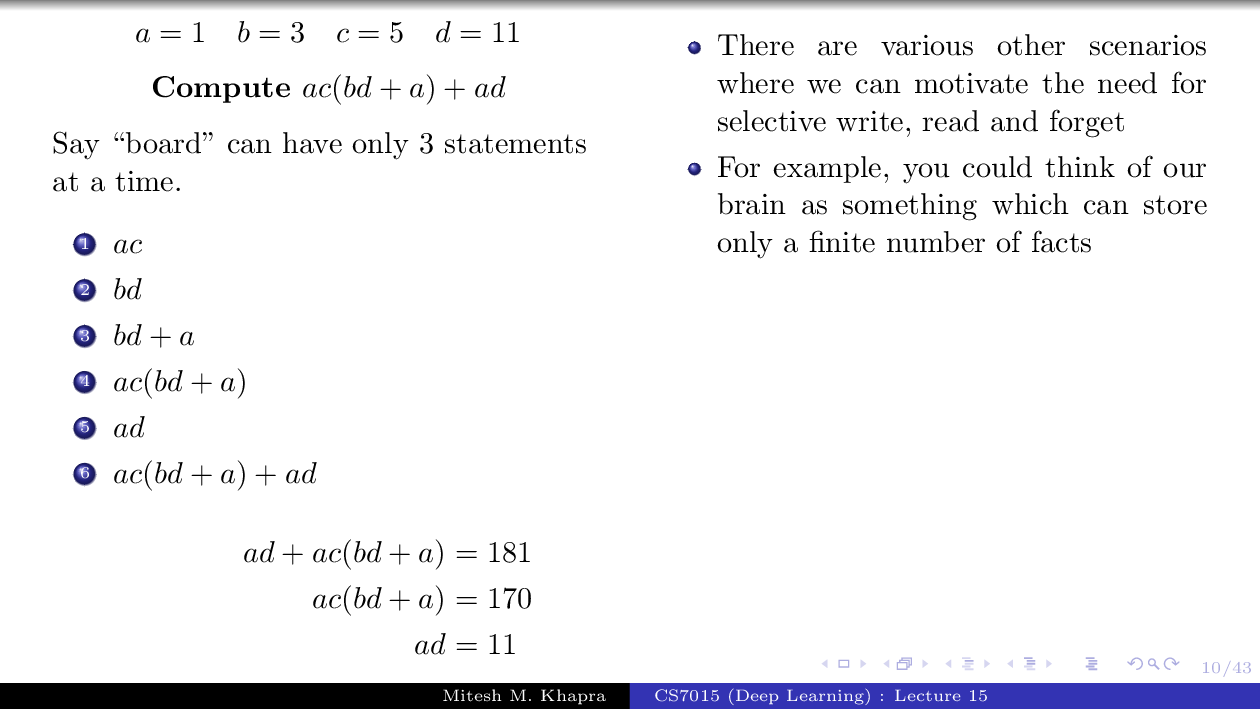 a = 1 b = 3 c = 5 d = 11
Compute ac(bd + a) + ad
Say “board” can have only 3 statements
at a time.
1 ac
2 bd
3 bd + a
4 ac(bd + a)
5 ad
6 ac(bd + a) + ad
ad + ac(bd + a) = 181
ac(bd + a) = 170
ad = 11
There are various other scenarios
where we can motivate the need for
selective write, read and forget
For example, you could think of our
brain as something which can store
only a finite number of facts
10/43
Mitesh M. Khapra
CS7015 (Deep Learning) : Lecture 15